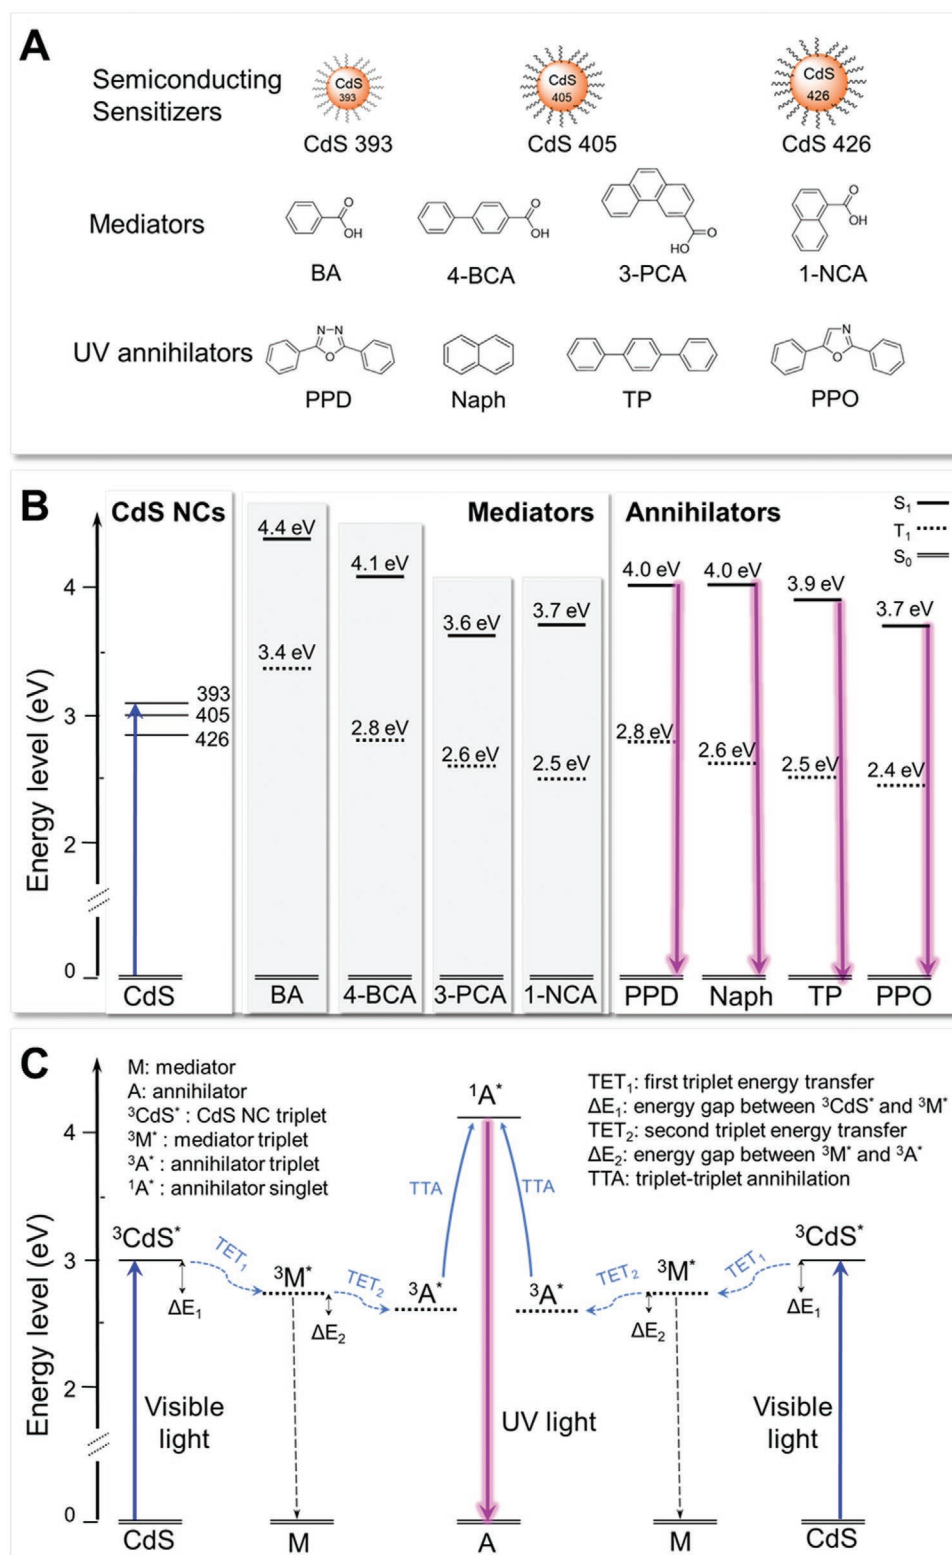 A
Semiconducting
Sensitizers
CdS
393
CdS
405
CdS
426
CdS 393 CdS 405 CdS 426
Mediators
O
OH
O
OH
HO
O
O
OH
BA 4-BCA 3-PCA 1-NCA
UV annihilators
N–N
O
N
O
PPD Naph TP PPO
B
CdS NCs Mediators Annihilators
S₁
T₁
S₀
Energy level (eV)
4
3
2
0
393
405
426
4.4 eV
3.4 eV
4.1 eV
2.8 eV
3.6 eV
2.6 eV
3.7 eV
2.5 eV
4.0 eV
2.8 eV
4.0 eV
2.6 eV
3.9 eV
2.5 eV
3.7 eV
2.4 eV
CdS BA 4-BCA 3-PCA 1-NCA PPD Naph TP PPO
C
M: mediator
A: annihilator
³CdS* : CdS NC triplet
³M* : mediator triplet
³A* : annihilator triplet
¹A* : annihilator singlet
TET₁: first triplet energy transfer
ΔE₁: energy gap between ³CdS* and ³M*
TET₂: second triplet energy transfer
ΔE₂: energy gap between ³M* and ³A*
TTA: triplet-triplet annihilation
Energy level (eV)
4
3
2
0
¹A*
TTA TTA
³CdS* TET₁ ³M* TET₂ ³A* ³A* TET₂ ³M* TET₁ ³CdS*
ΔE₁ ΔE₂ ΔE₂ ΔE₁
Visible
light
UV light
Visible
light
CdS M A M CdS